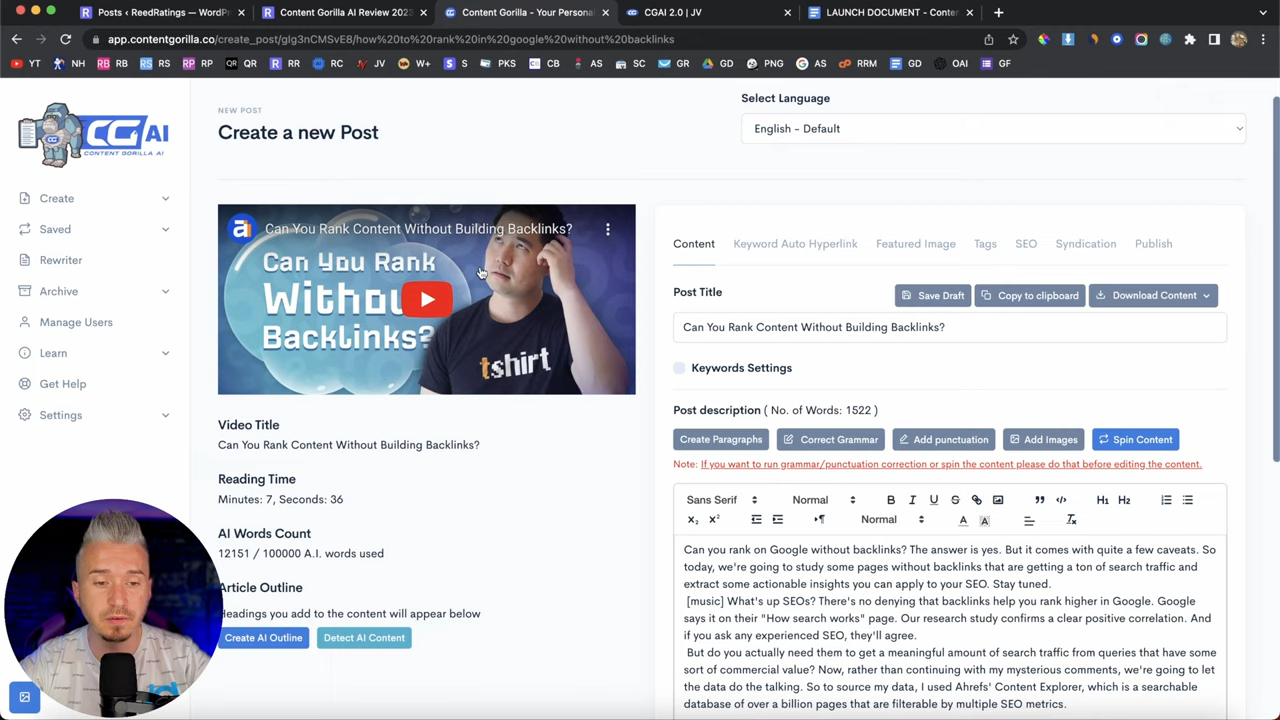 Posts ‹ ReedRatings — WordPr
Content Gorilla AI Review 2023
Content Gorilla - Your Persona
CGAI 2.0 | JV
LAUNCH DOCUMENT - Conte
app.contentgorilla.co/create_post/glg3nCMSvE8/how%20to%20rank%20in%20google%20without%20backlinks
YT
NH
RB
RS
RP
QR
RR
RC
JV
W+
S
PKS
CB
AS
SC
GR
GD
PNG
AS
RRM
GD
OAI
GF
CG AI
CONTENT GORILLA AI
Create
Saved
Rewriter
Archive
Manage Users
Learn
Get Help
Settings
NEW POST
Create a new Post
Select Language
English - Default
Can You Rank Content Without Building Backlinks?
Can You Rank
Without
Backlinks?
tshirt
Video Title
Can You Rank Content Without Building Backlinks?
Reading Time
Minutes: 7, Seconds: 36
AI Words Count
12151 / 100000 A.I. words used
Article Outline
Headings you add to the content will appear below
Create AI Outline
Detect AI Content
Content
Keyword Auto Hyperlink
Featured Image
Tags
SEO
Syndication
Publish
Post Title
Save Draft
Copy to clipboard
Download Content
Can You Rank Content Without Building Backlinks?
Keywords Settings
Post description ( No. of Words: 1522 )
Create Paragraphs
Correct Grammar
Add punctuation
Add Images
Spin Content
Note: If you want to run grammar/punctuation correction or spin the content please do that before editing the content.
Sans Serif
Normal
Normal
Can you rank on Google without backlinks? The answer is yes. But it comes with quite a few caveats. So
today, we're going to study some pages without backlinks that are getting a ton of search traffic and
extract some actionable insights you can apply to your SEO. Stay tuned.
[music] What's up SEOs? There's no denying that backlinks help you rank higher in Google. Google
says it on their "How search works" page. Our research study confirms a clear positive correlation. And
if you ask any experienced SEO, they'll agree.
But do you actually need them to get a meaningful amount of search traffic from queries that have some
sort of commercial value? Now, rather than continuing with my mysterious comments, we're going to let
the data do the talking. So to source my data, I used Ahrefs' Content Explorer, which is a searchable
database of over a billion pages that are filterable by multiple SEO metrics.